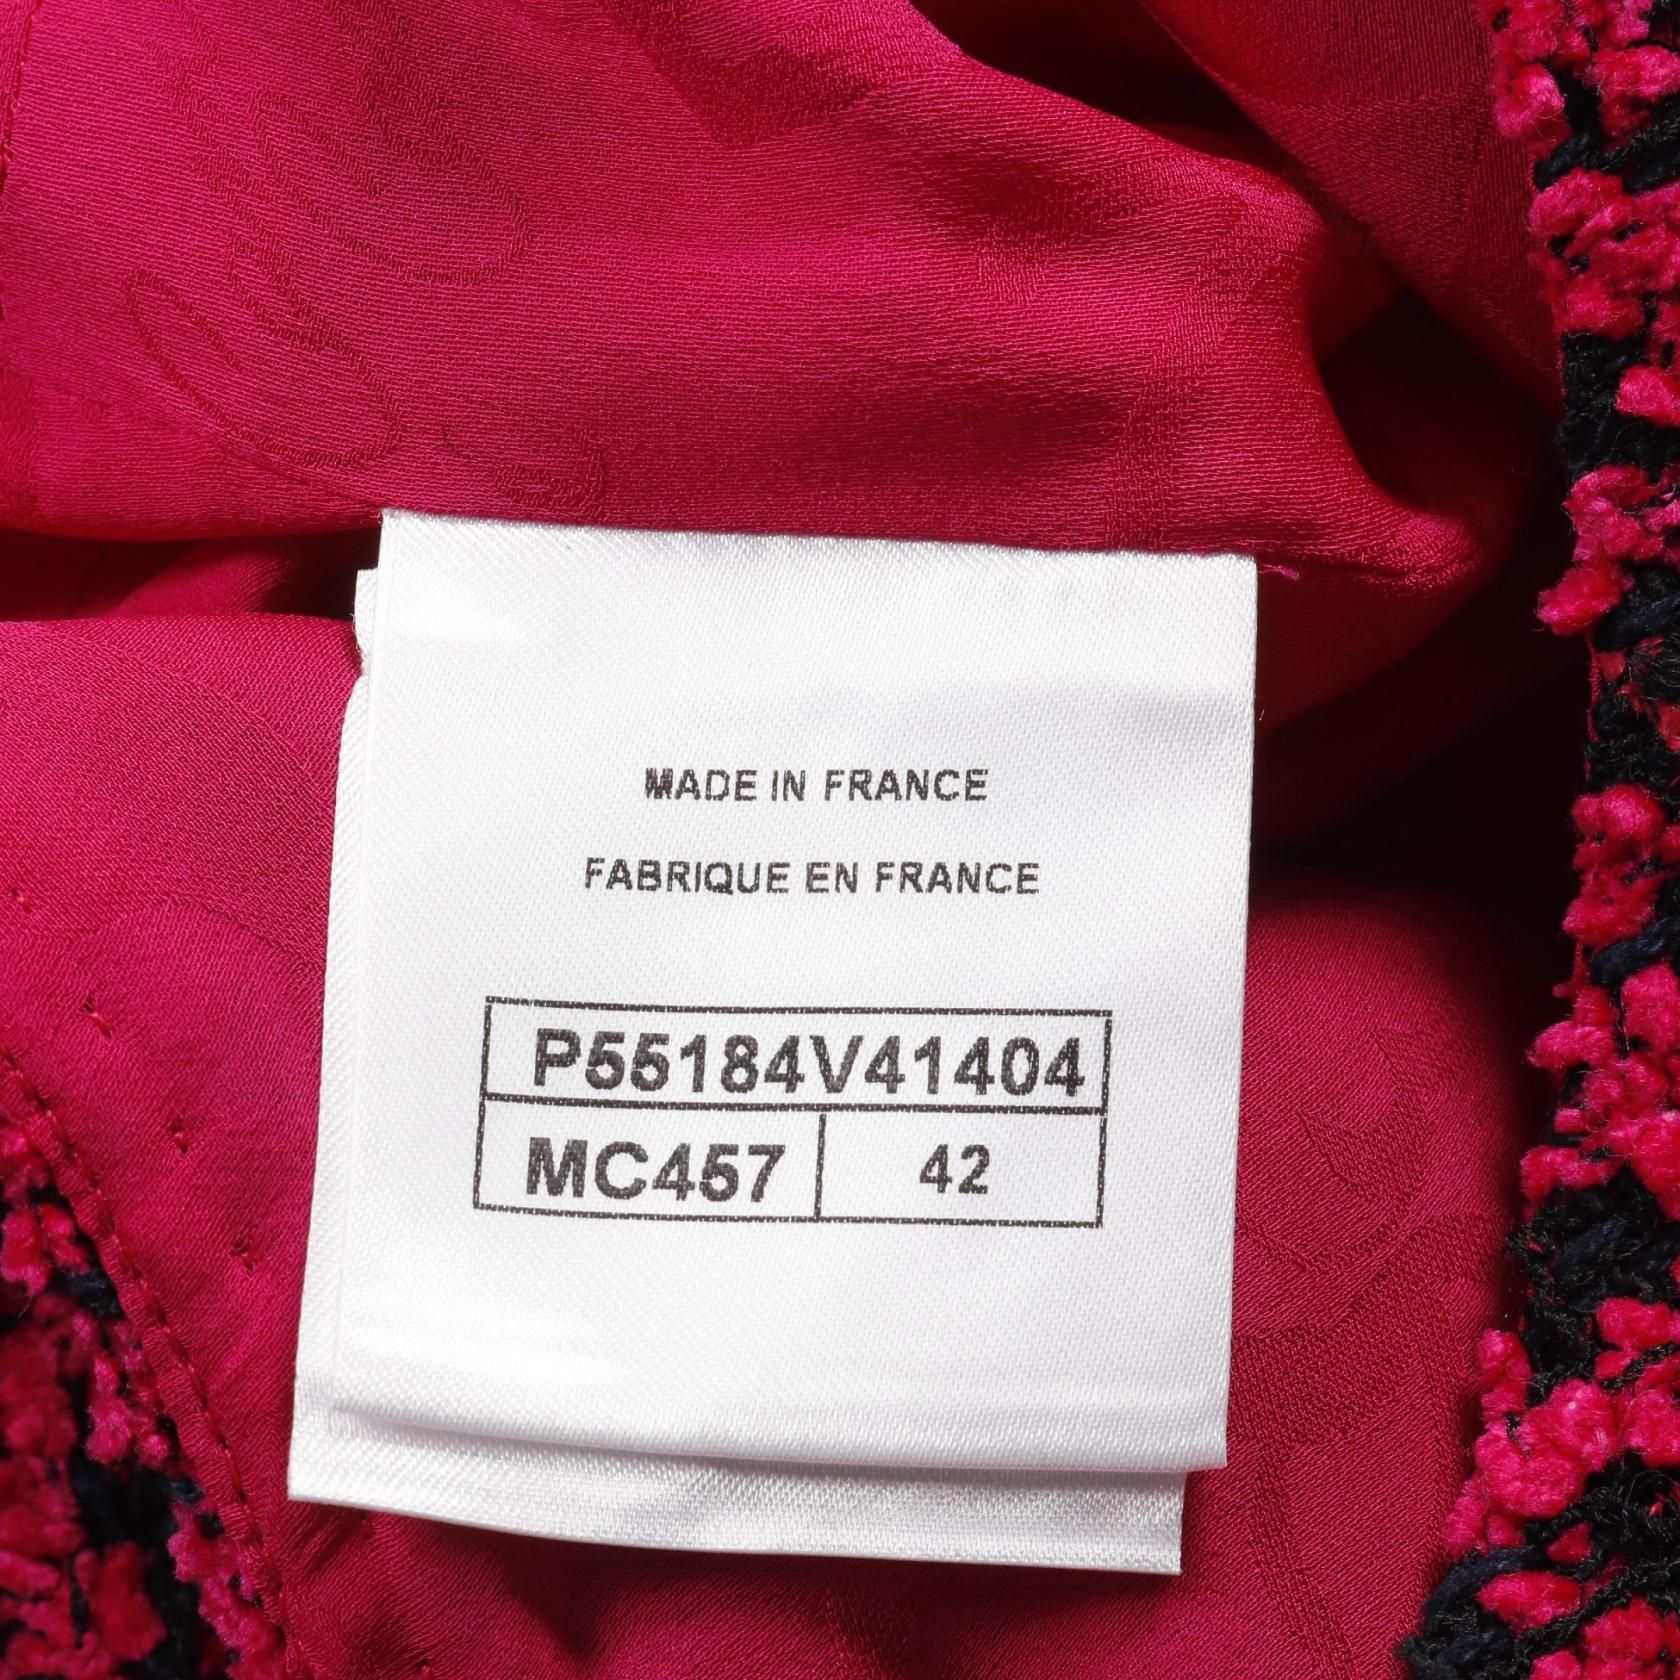 MADE IN FRANCE
FABRIQUE EN FRANCE
P55184V41404
MC457 42